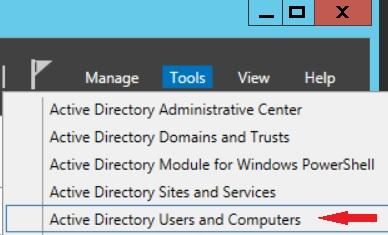 Manage Tools View Help
Active Directory Administrative Center
Active Directory Domains and Trusts
Active Directory Module for Windows PowerShell
Active Directory Sites and Services
Active Directory Users and Computers